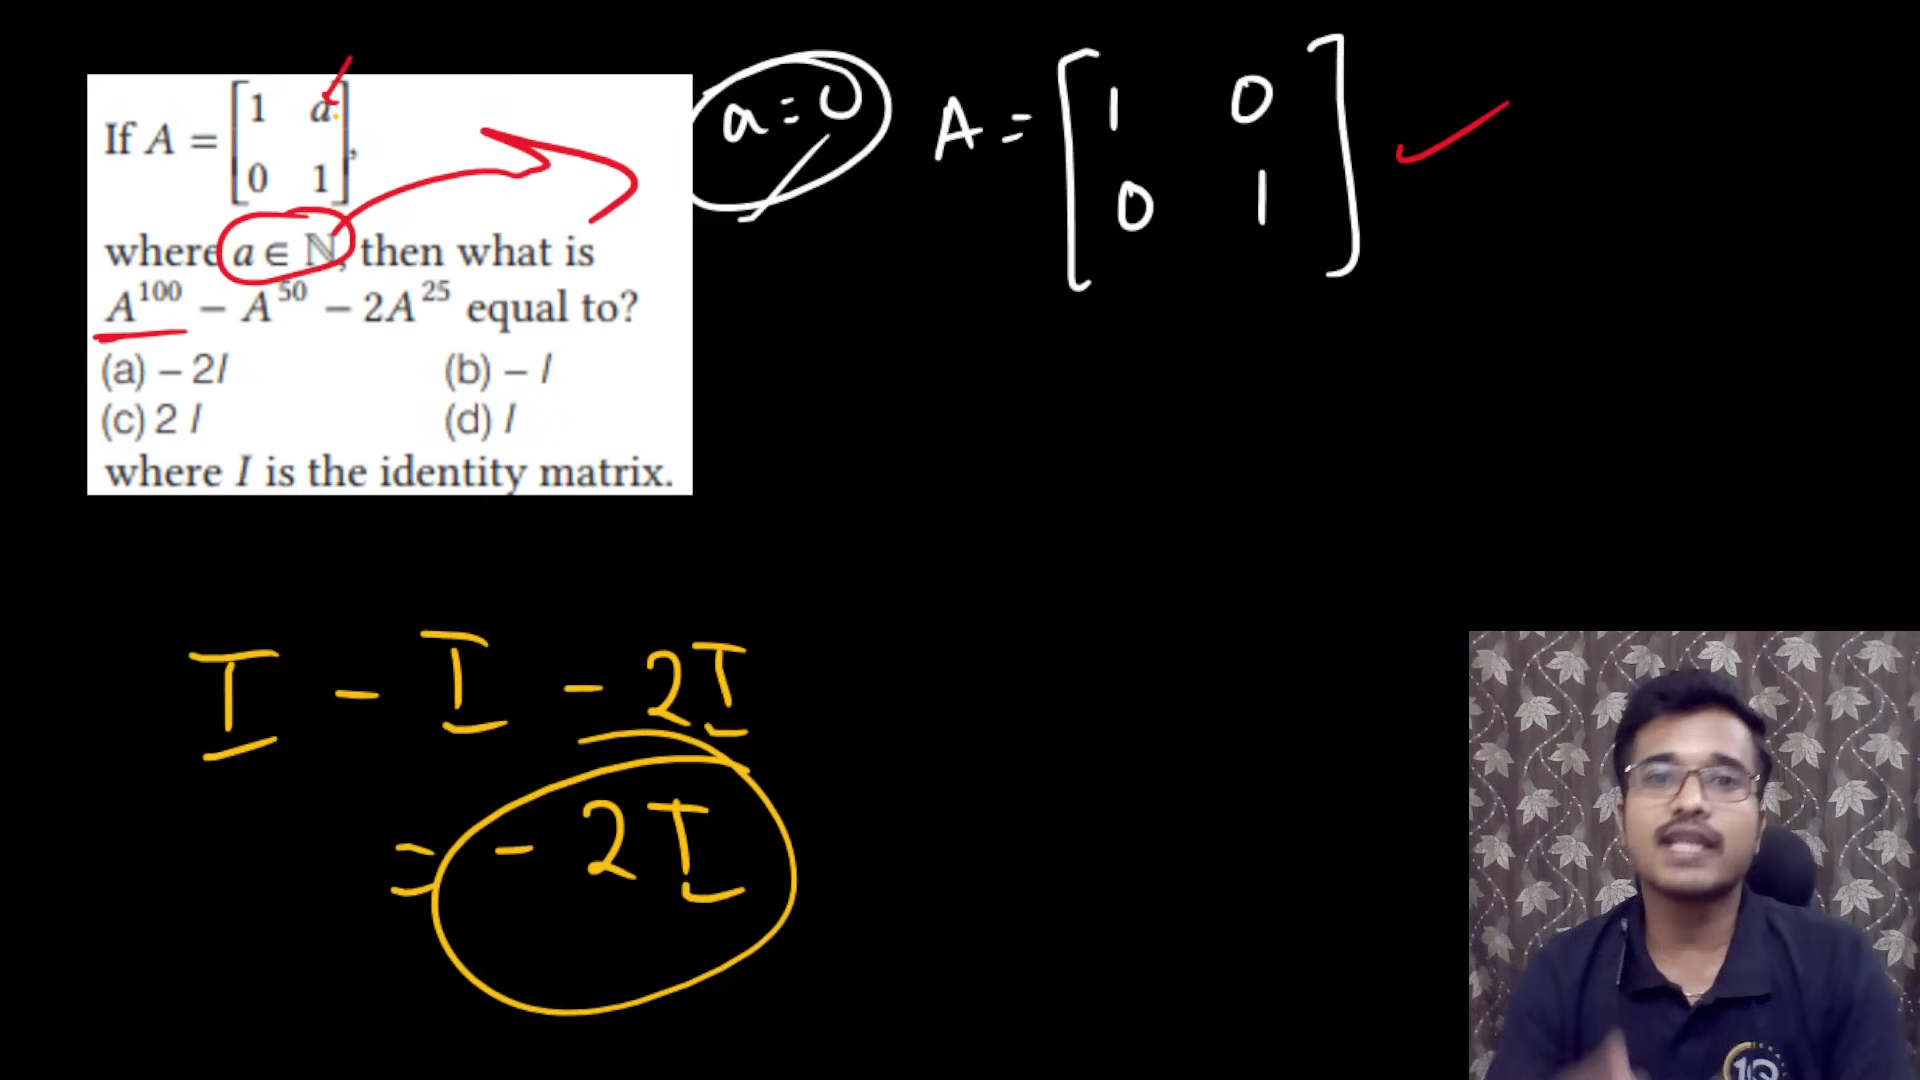 If A = [1 a
0 1],
where a ∈ ℕ, then what is
A^100 – A^50 – 2A^25 equal to?
(a) – 2I (b) – I
(c) 2 I (d) I
where I is the identity matrix.
a = 0 A = [1 0
0 1]
I – I – 2I
= – 2I
10